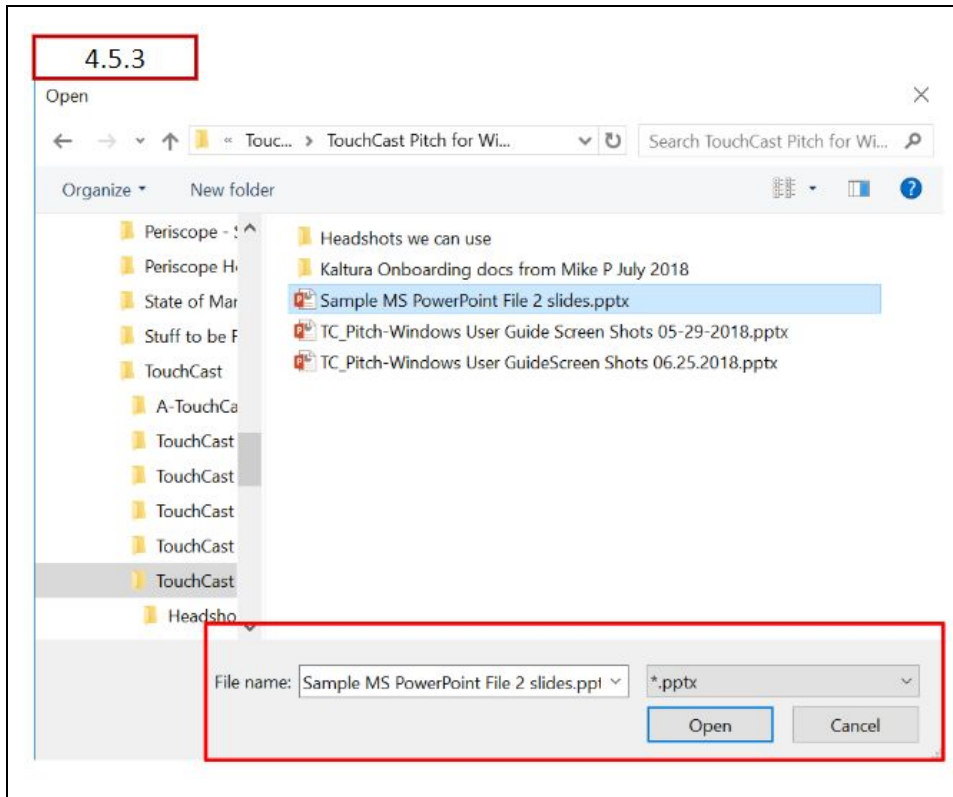 4.5.3
Open
« Touc... > TouchCast Pitch for Wi...
Search TouchCast Pitch for Wi...
Organize
New folder
Periscope - S
Periscope H
State of Mar
Stuff to be F
TouchCast
A-TouchCa
TouchCast
TouchCast
TouchCast
TouchCast
TouchCast
Headsho
Headshots we can use
Kaltura Onboarding docs from Mike P July 2018
Sample MS PowerPoint File 2 slides.pptx
TC_Pitch-Windows User Guide Screen Shots 05-29-2018.pptx
TC_Pitch-Windows User GuideScreen Shots 06.25.2018.pptx
File name: Sample MS PowerPoint File 2 slides.ppt
*.pptx
Open
Cancel